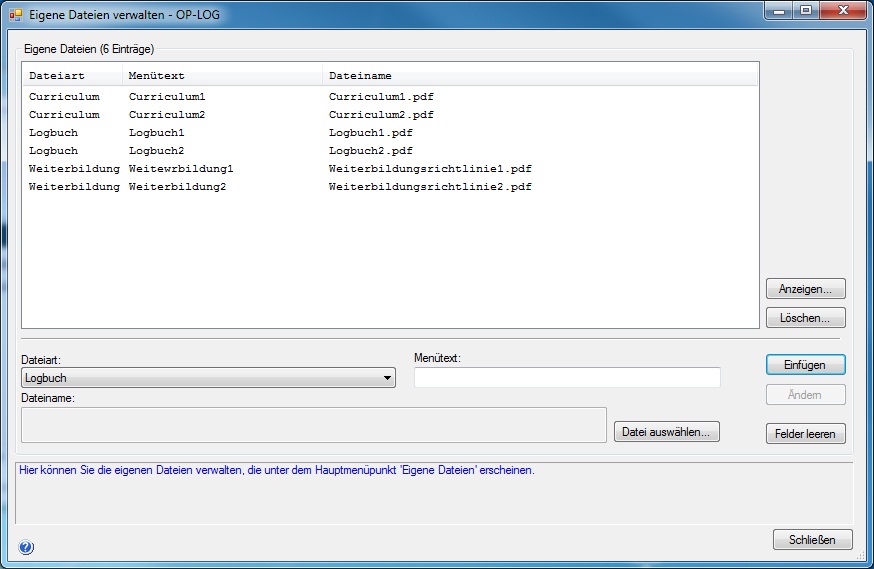 Eigene Dateien verwalten - OP-LOG
Eigene Dateien (6 Einträge)
Dateiart Menütext Dateiname
Curriculum Curriculum1 Curriculum1.pdf
Curriculum Curriculum2 Curriculum2.pdf
Logbuch Logbuch1 Logbuch1.pdf
Logbuch Logbuch2 Logbuch2.pdf
Weiterbildung Weitewrbildung1 Weiterbildungsrichtlinie1.pdf
Weiterbildung Weiterbildung2 Weiterbildungsrichtlinie2.pdf
Anzeigen...
Löschen...
Dateiart: Menütext:
Logbuch
Einfügen
Ändern
Dateiname:
Datei auswählen...
Felder leeren
Hier können Sie die eigenen Dateien verwalten, die unter dem Hauptmenüpunkt 'Eigene Dateien' erscheinen.
?
Schließen